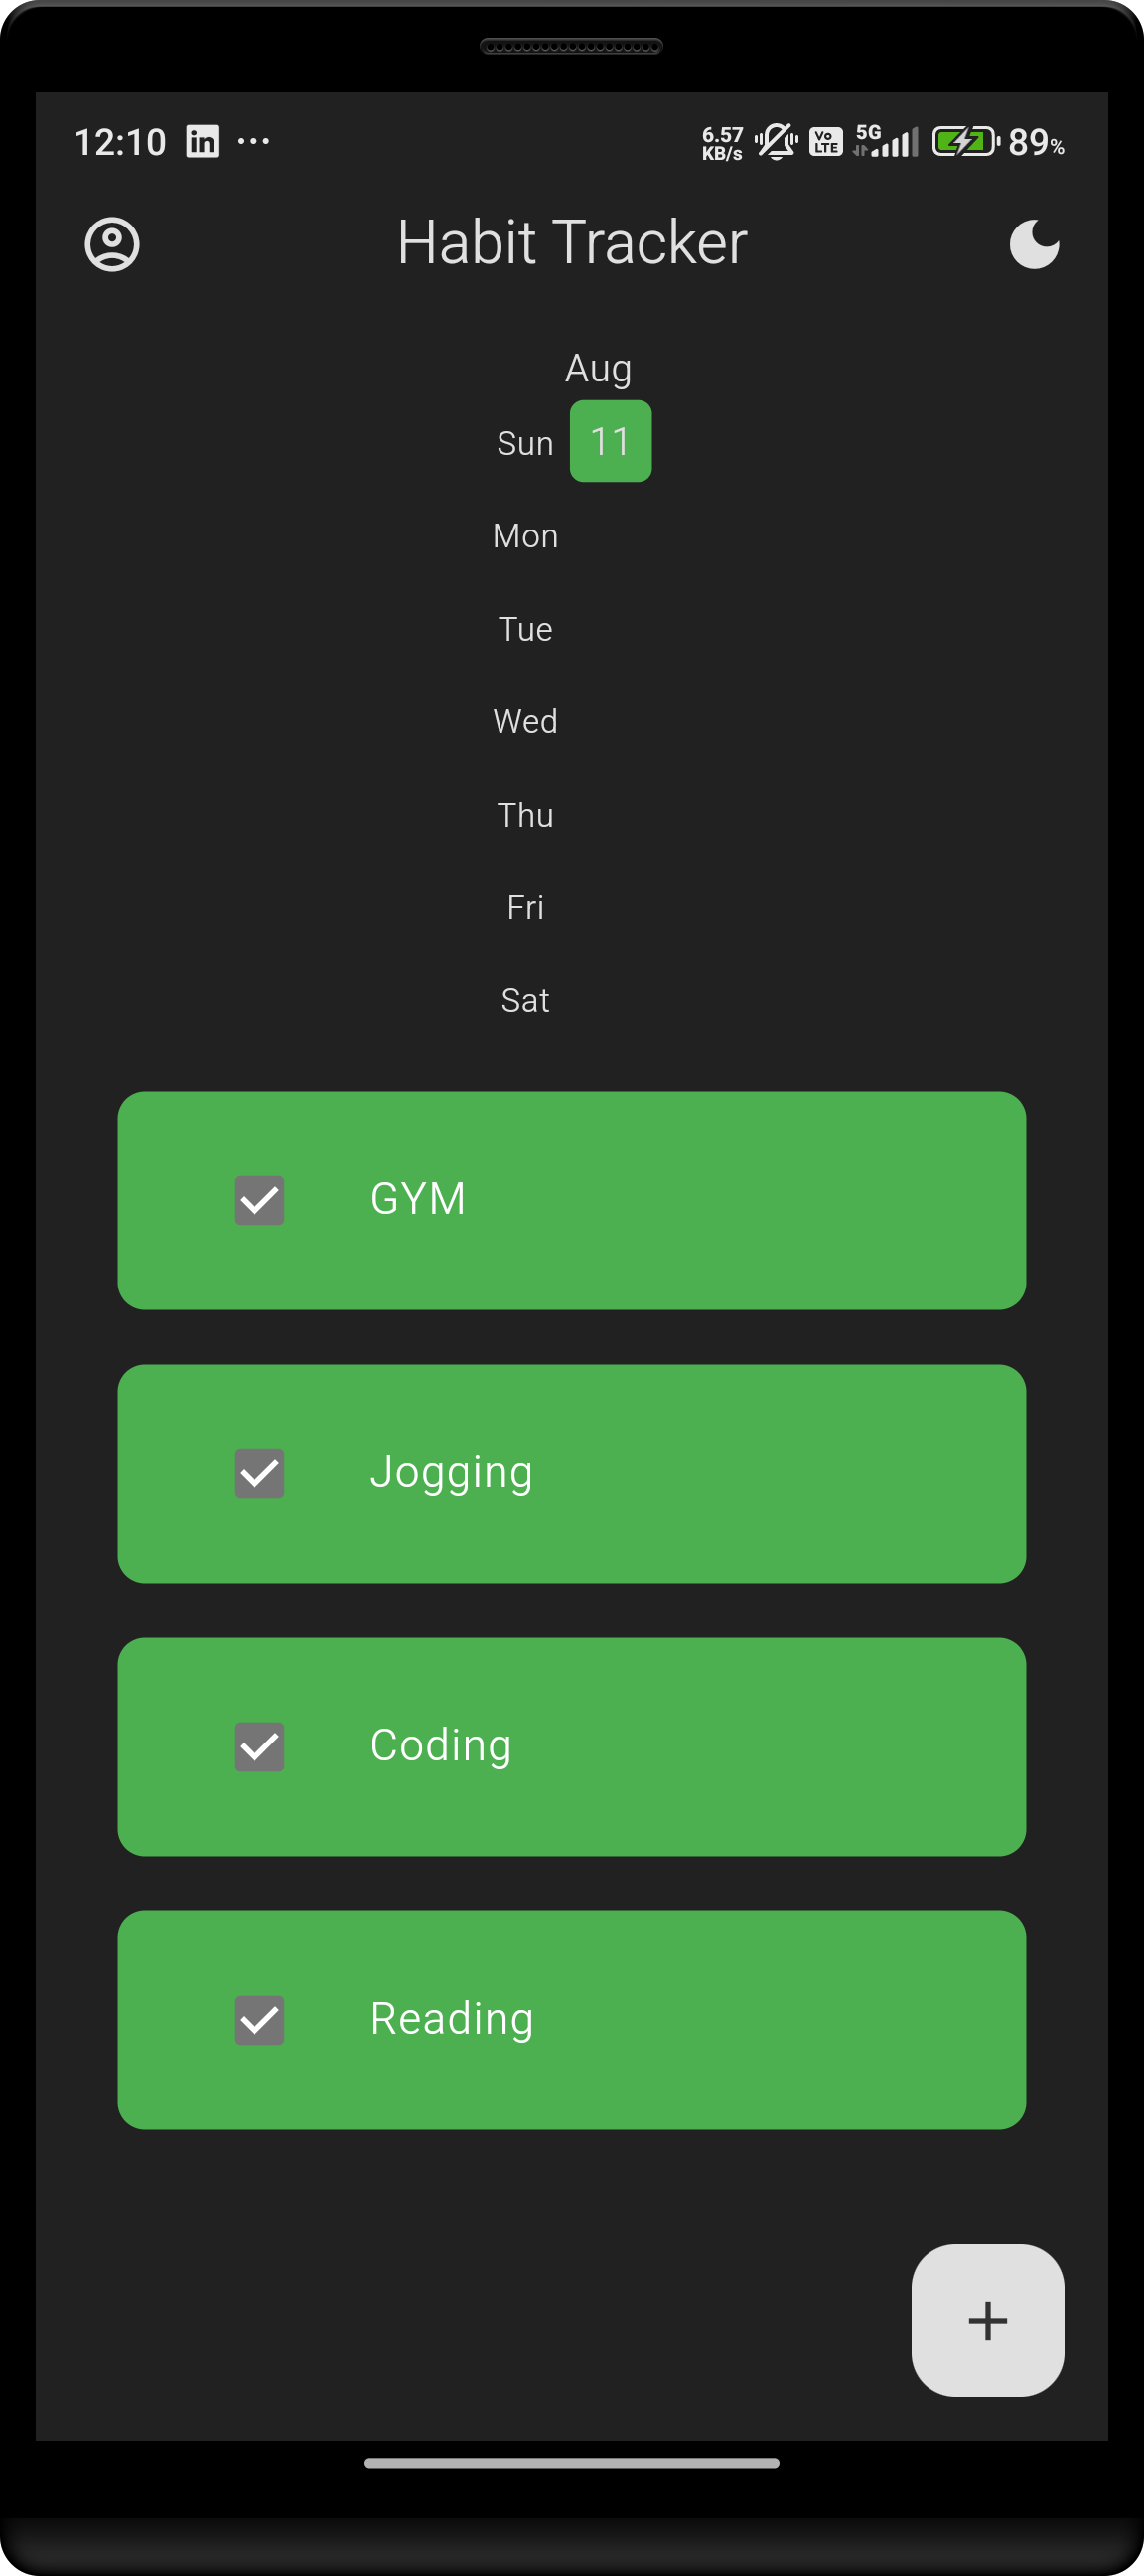 12:10 in ... 6.57 KB/s Vo LTE 5G 89%
Habit Tracker
Aug
Sun 11
Mon
Tue
Wed
Thu
Fri
Sat
GYM
Jogging
Coding
Reading
+